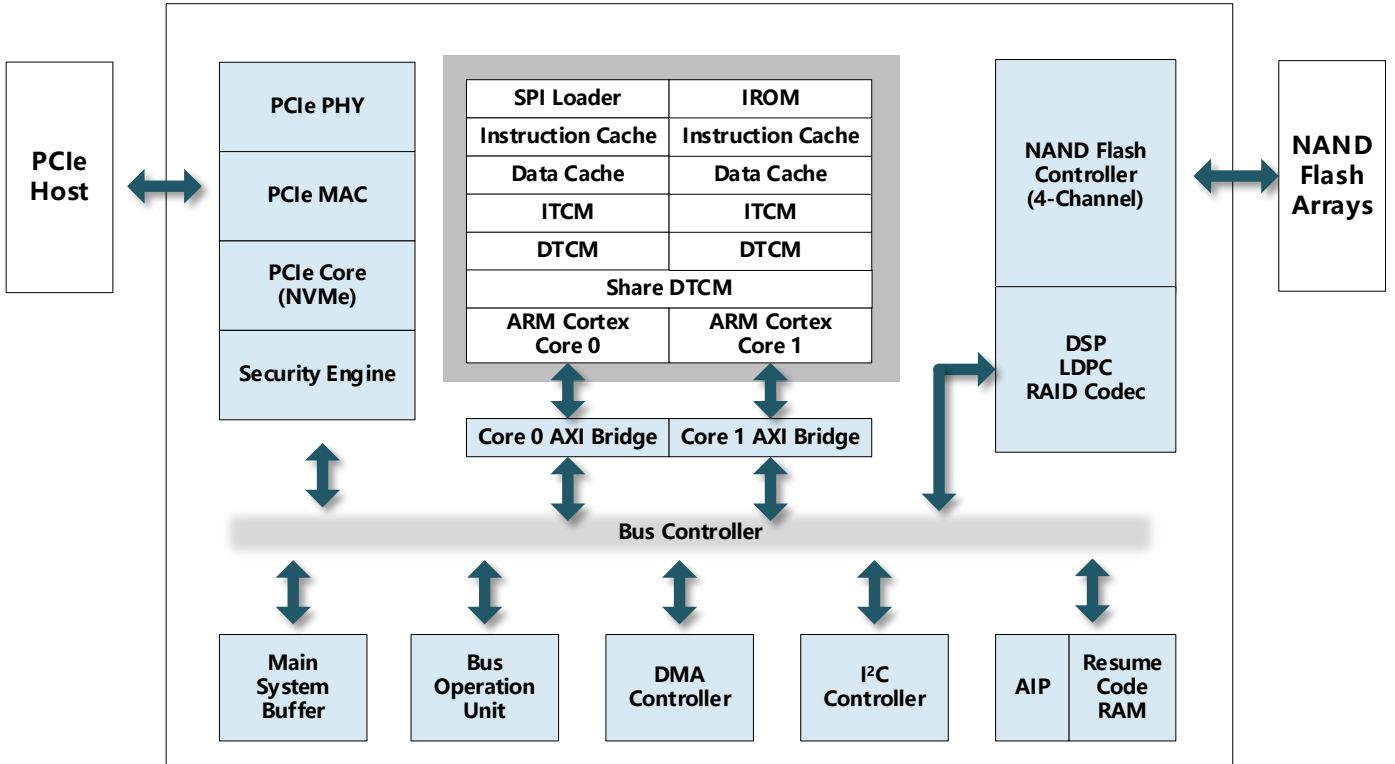 PCIe
Host
PCIe PHY
PCIe MAC
PCIe Core
(NVMe)
Security Engine
SPI Loader
IROM
Instruction Cache
Instruction Cache
Data Cache
Data Cache
ITCM
ITCM
DTCM
DTCM
Share DTCM
ARM Cortex
Core 0
ARM Cortex
Core 1
Core 0 AXI Bridge
Core 1 AXI Bridge
NAND Flash
Controller
(4-Channel)
DSP
LDPC
RAID Codec
NAND
Flash
Arrays
Bus Controller
Main
System
Buffer
Bus
Operation
Unit
DMA
Controller
I²C
Controller
AIP
Resume
Code
RAM